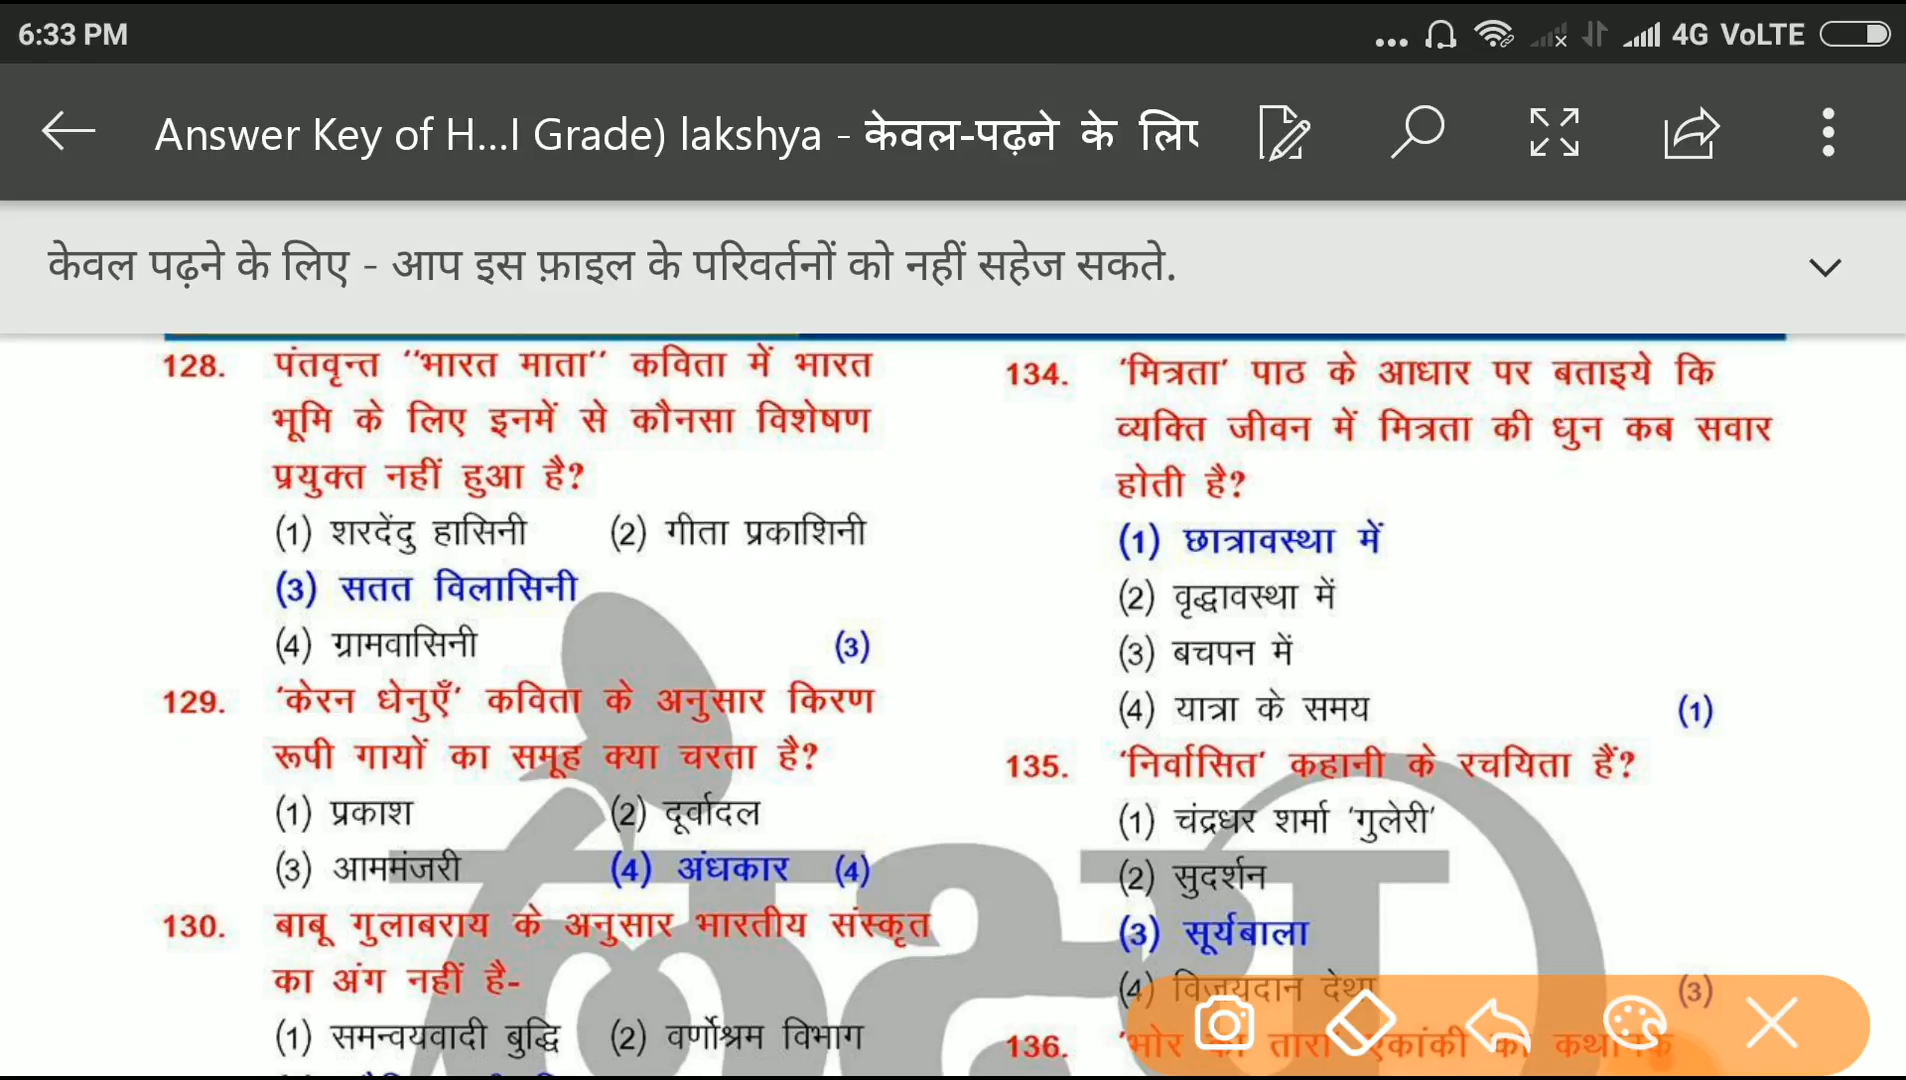 6:33 PM
4G VoLTE
Answer Key of H...I Grade) lakshya - केवल-पढ़ने के लिए
केवल पढ़ने के लिए - आप इस फ़ाइल के परिवर्तनों को नहीं सहेज सकते.
128. पंतवृन्त ''भारत माता'' कविता में भारत
भूमि के लिए इनमें से कौनसा विशेषण
प्रयुक्त नहीं हुआ है?
(1) शरदेंदु हासिनी (2) गीता प्रकाशिनी
(3) सतत विलासिनी
(4) ग्रामवासिनी (3)
129. 'केरन धेनुएँ' कविता के अनुसार किरण
रूपी गायों का समूह क्या चरता है?
(1) प्रकाश (2) दूर्वादल
(3) आममंजरी (4) अंधकार (4)
130. बाबू गुलाबराय के अनुसार भारतीय संस्कृत
का अंग नहीं है-
(1) समन्वयवादी बुद्धि (2) वर्णोश्रम विभाग
134. 'मित्रता' पाठ के आधार पर बताइये कि
व्यक्ति जीवन में मित्रता की धुन कब सवार
होती है?
(1) छात्रावस्था में
(2) वृद्धावस्था में
(3) बचपन में
(4) यात्रा के समय (1)
135. 'निर्वासित' कहानी के रचयिता हैं?
(1) चंद्रधर शर्मा 'गुलेरी'
(2) सुदर्शन
(3) सूर्यबाला
(4) विजयदान देथा (3)
136. 'भोर का तारा' एकांकी का कथानक